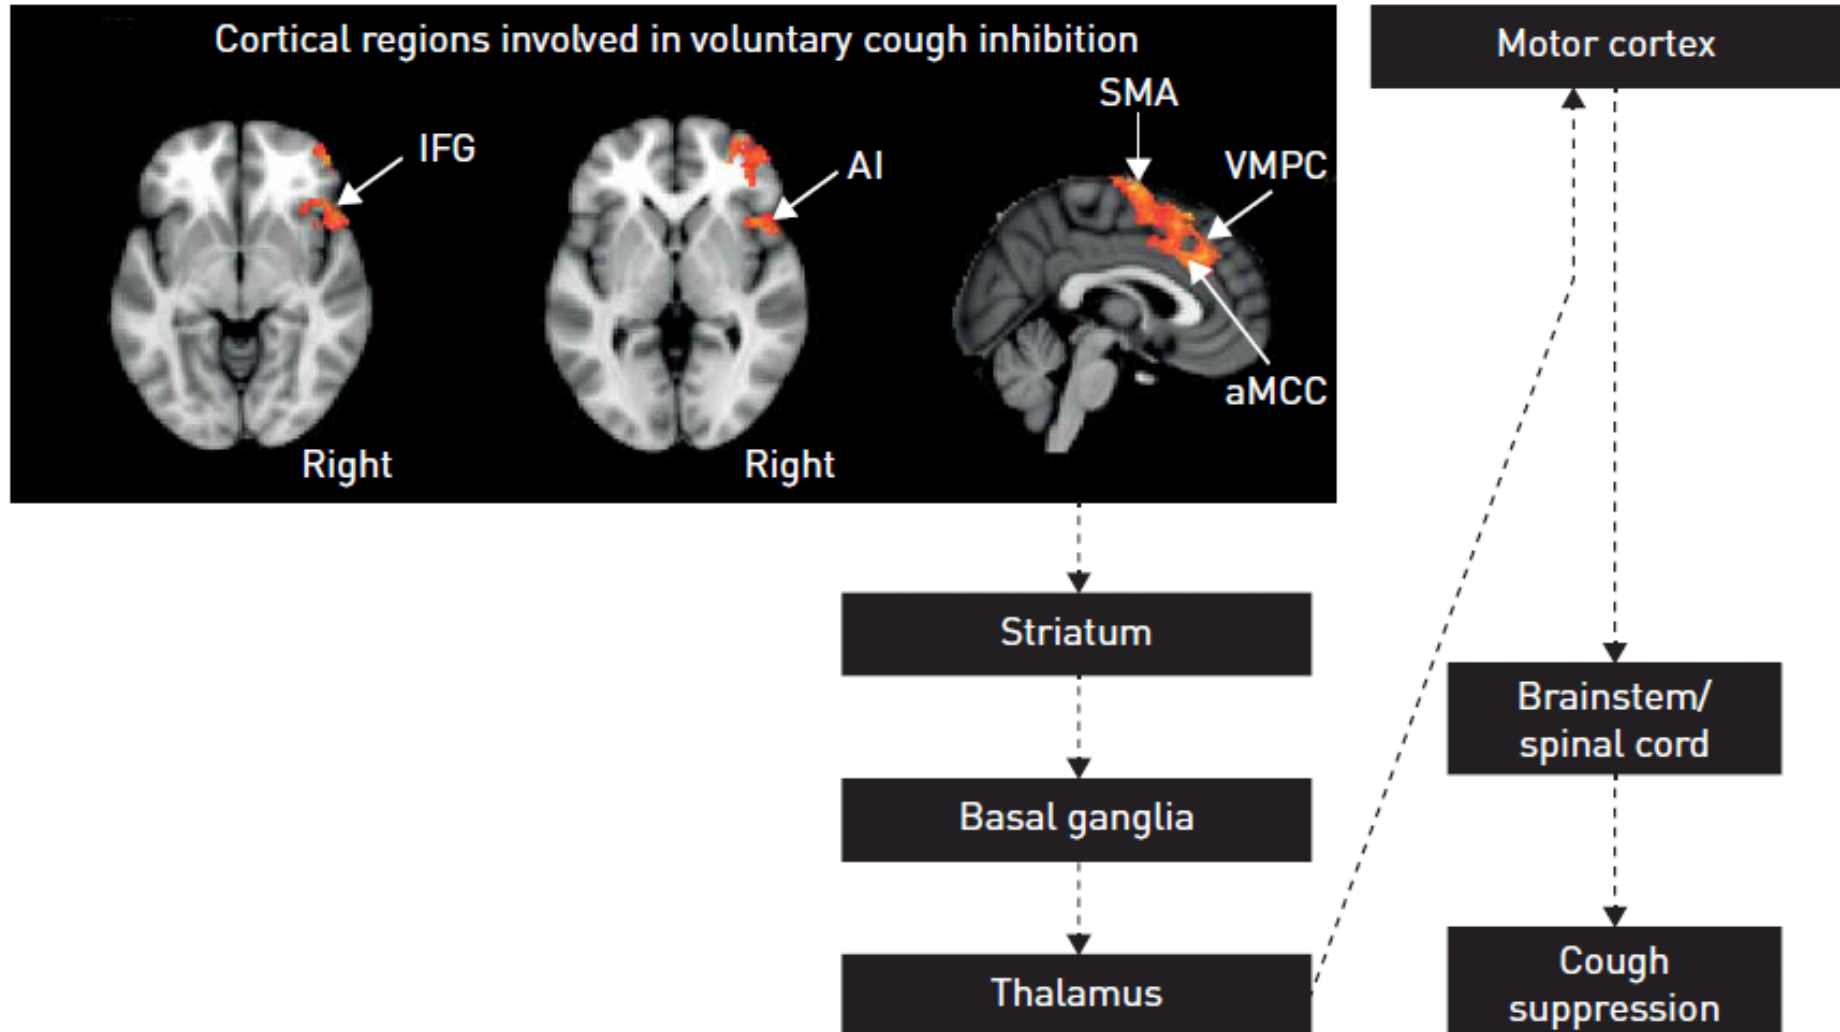 Cortical regions involved in voluntary cough inhibition
IFG
AI
SMA
VMPC
aMCC
Right
Right
Motor cortex
Striatum
Basal ganglia
Thalamus
Brainstem/
spinal cord
Cough
suppression